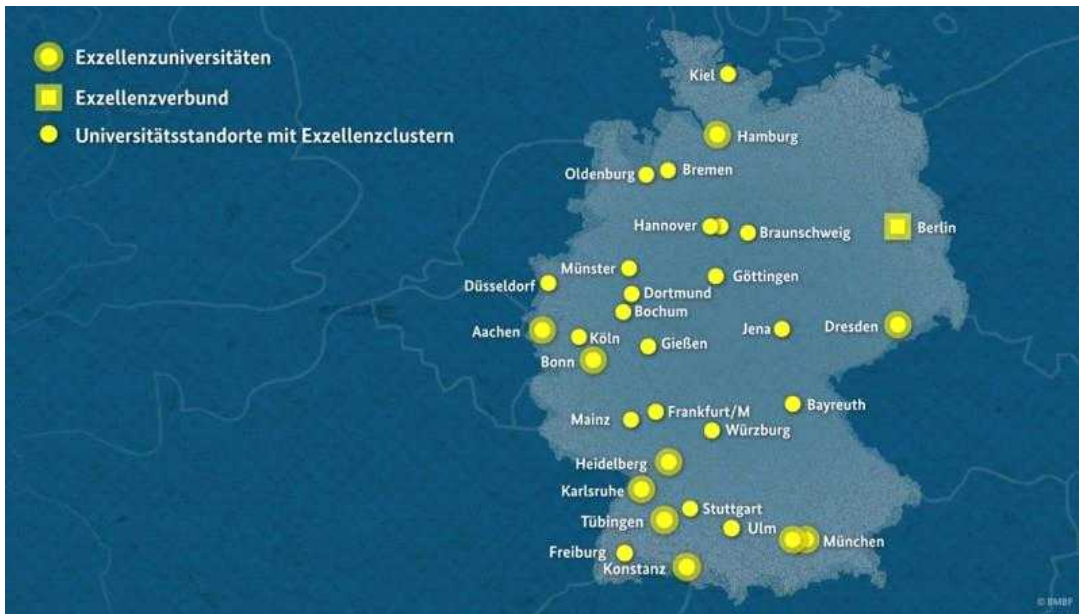 Exzellenzuniversitäten
Exzellenzverbund
Universitätsstandorte mit Exzellenzclustern
Kiel
Hamburg
Oldenburg
Bremen
Hannover
Braunschweig
Berlin
Münster
Göttingen
Düsseldorf
Dortmund
Bochum
Aachen
Köln
Jena
Dresden
Gießen
Bonn
Bayreuth
Frankfurt/M
Mainz
Würzburg
Heidelberg
Karlsruhe
Stuttgart
Tübingen
Ulm
München
Freiburg
Konstanz
© BMBF